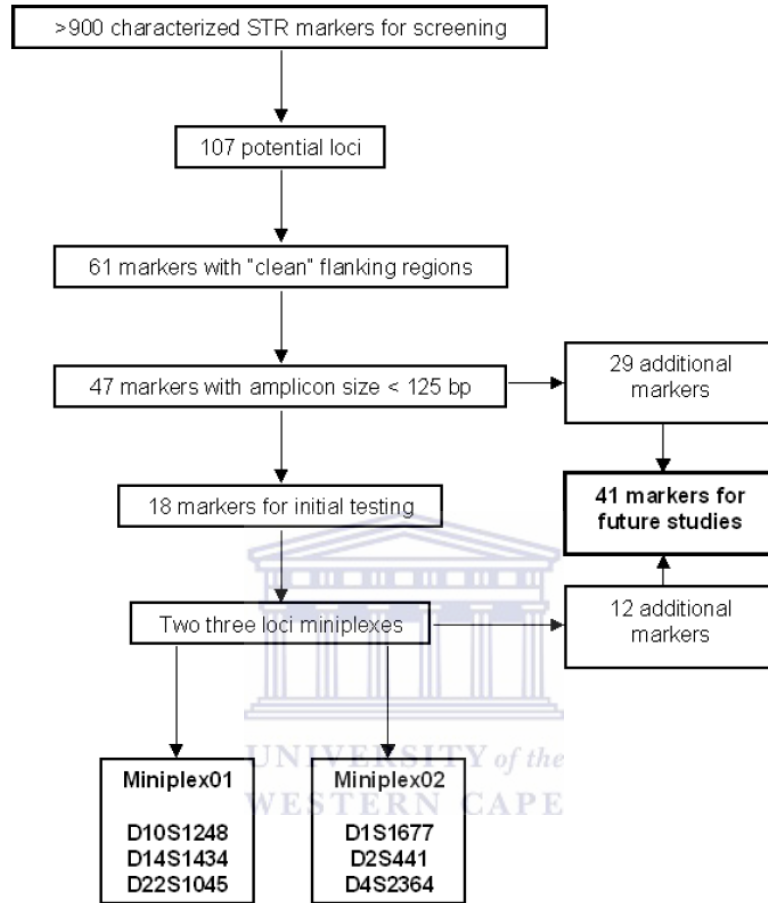 >900 characterized STR markers for screening
107 potential loci
61 markers with "clean" flanking regions
47 markers with amplicon size < 125 bp
29 additional
markers
18 markers for initial testing
41 markers for
future studies
Two three loci miniplexes
12 additional
markers
UNIVERSITY of the
WESTERN CAPE
Miniplex01
D10S1248
D14S1434
D22S1045
Miniplex02
D1S1677
D2S441
D4S2364